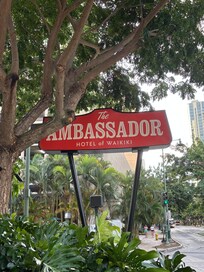 The
AMBASSADOR
HOTEL of WAIKIKI